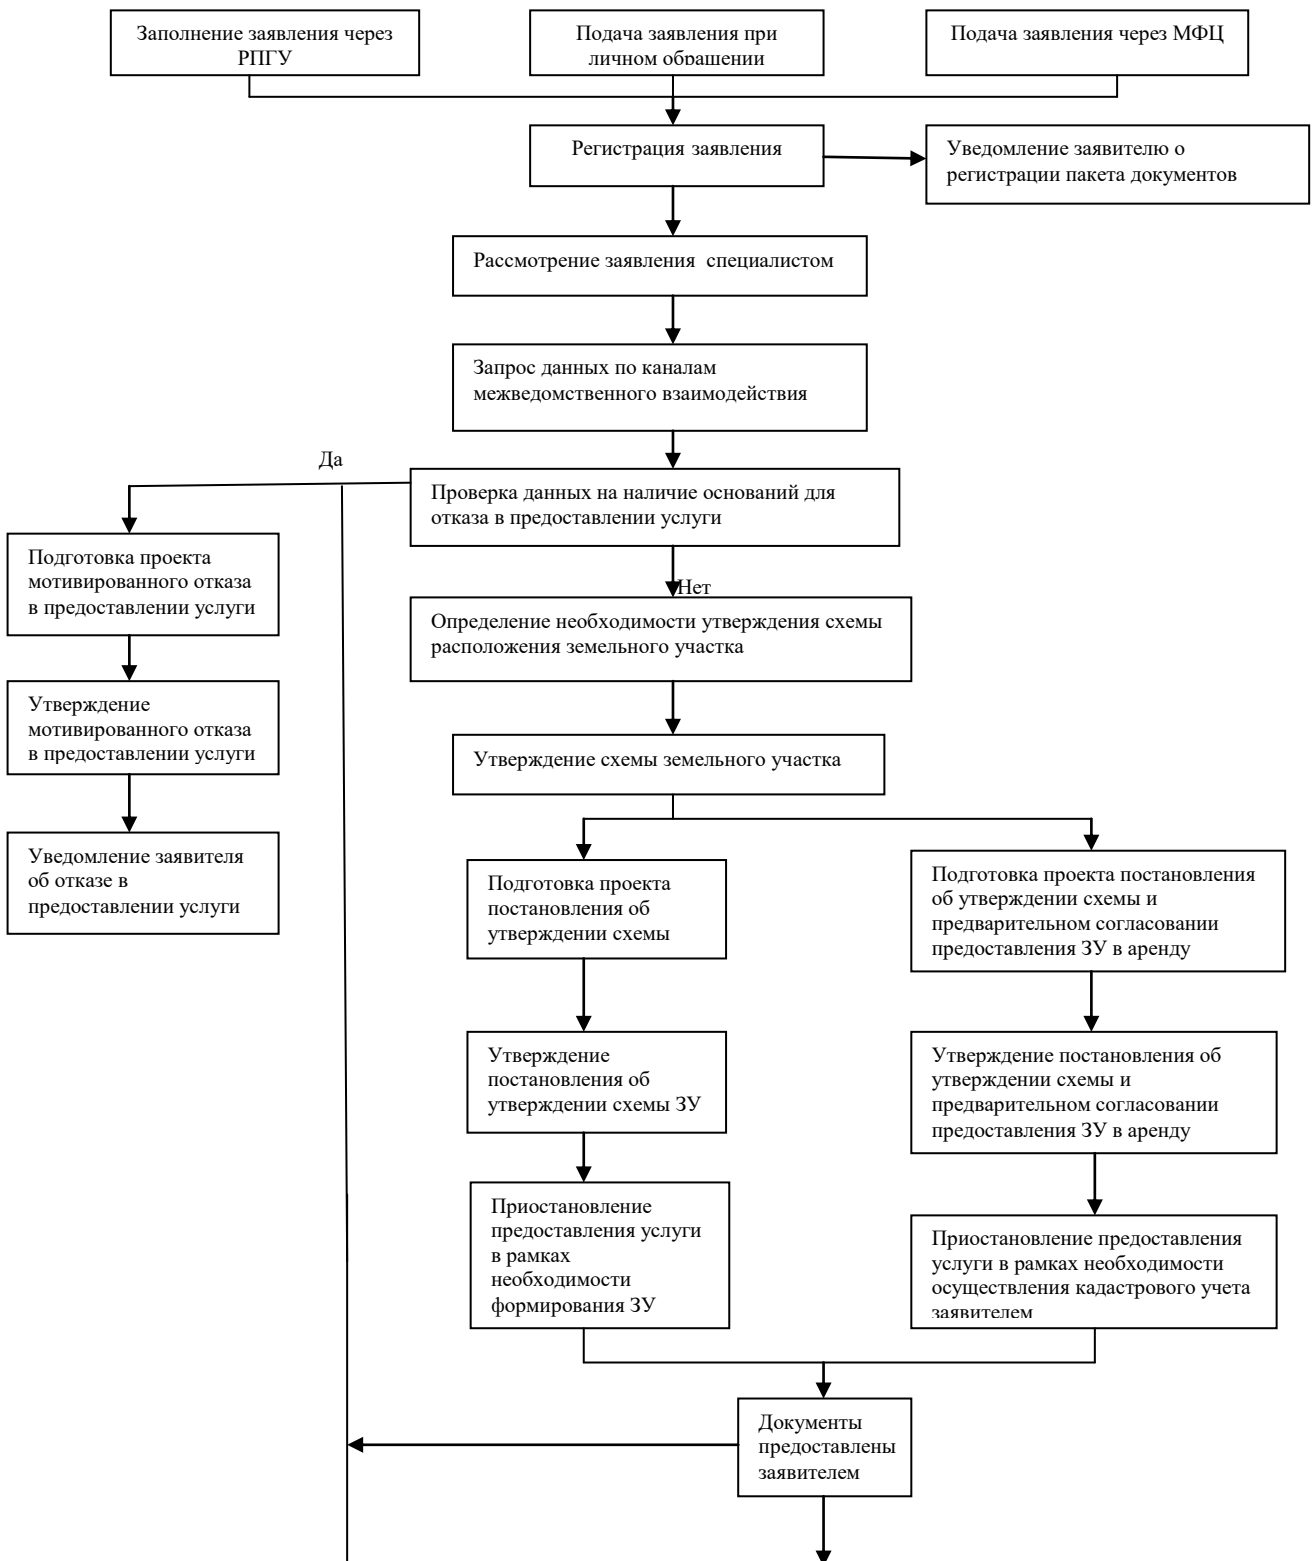 Заполнение заявления через
РПГУ
Подача заявления при
личном обращении
Подача заявления через МФЦ
Регистрация заявления
Уведомление заявителю о
регистрации пакета документов
Рассмотрение заявления специалистом
Запрос данных по каналам
межведомственного взаимодействия
Да
Проверка данных на наличие оснований для
отказа в предоставлении услуги
Нет
Подготовка проекта
мотивированного отказа
в предоставлении услуги
Определение необходимости утверждения схемы
расположения земельного участка
Утверждение
мотивированного отказа
в предоставлении услуги
Утверждение схемы земельного участка
Уведомление заявителя
об отказе в
предоставлении услуги
Подготовка проекта
постановления об
утверждении схемы
Подготовка проекта постановления
об утверждении схемы и
предварительном согласовании
предоставления ЗУ в аренду
Утверждение
постановления об
утверждении схемы ЗУ
Утверждение постановления об
утверждении схемы и
предварительном согласовании
предоставления ЗУ в аренду
Приостановление
предоставления услуги
в рамках
необходимости
формирования ЗУ
Приостановление предоставления
услуги в рамках необходимости
осуществления кадастрового учета
заявителем
Документы
предоставлены
заявителем